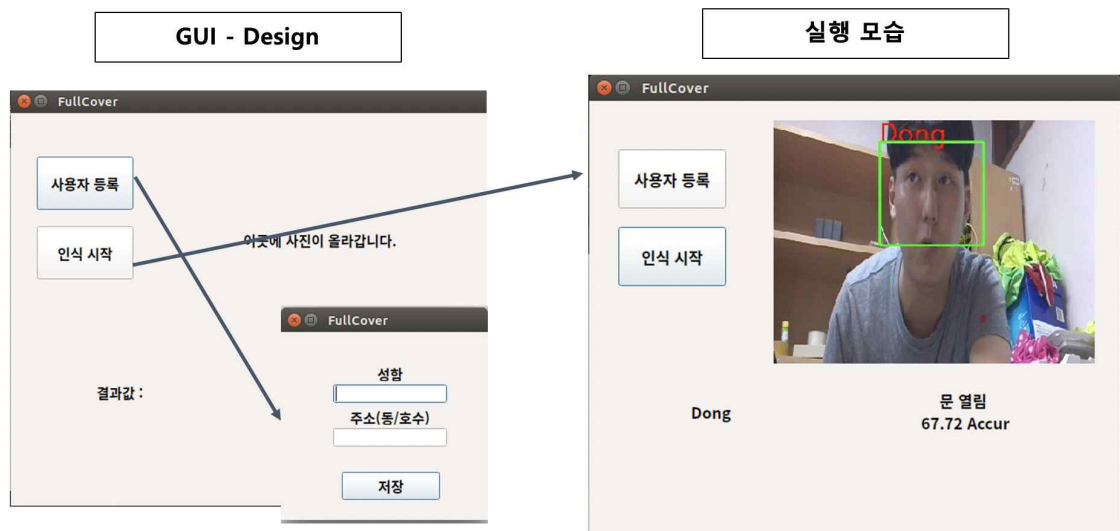 GUI - Design
실행 모습
FullCover
사용자 등록
인식 시작
이곳에 사진이 올라갑니다.
결과값 :
FullCover
성함
주소(동/호수)
저장
FullCover
사용자 등록
인식 시작
Dong
Dong
문 열림
67.72 Accur